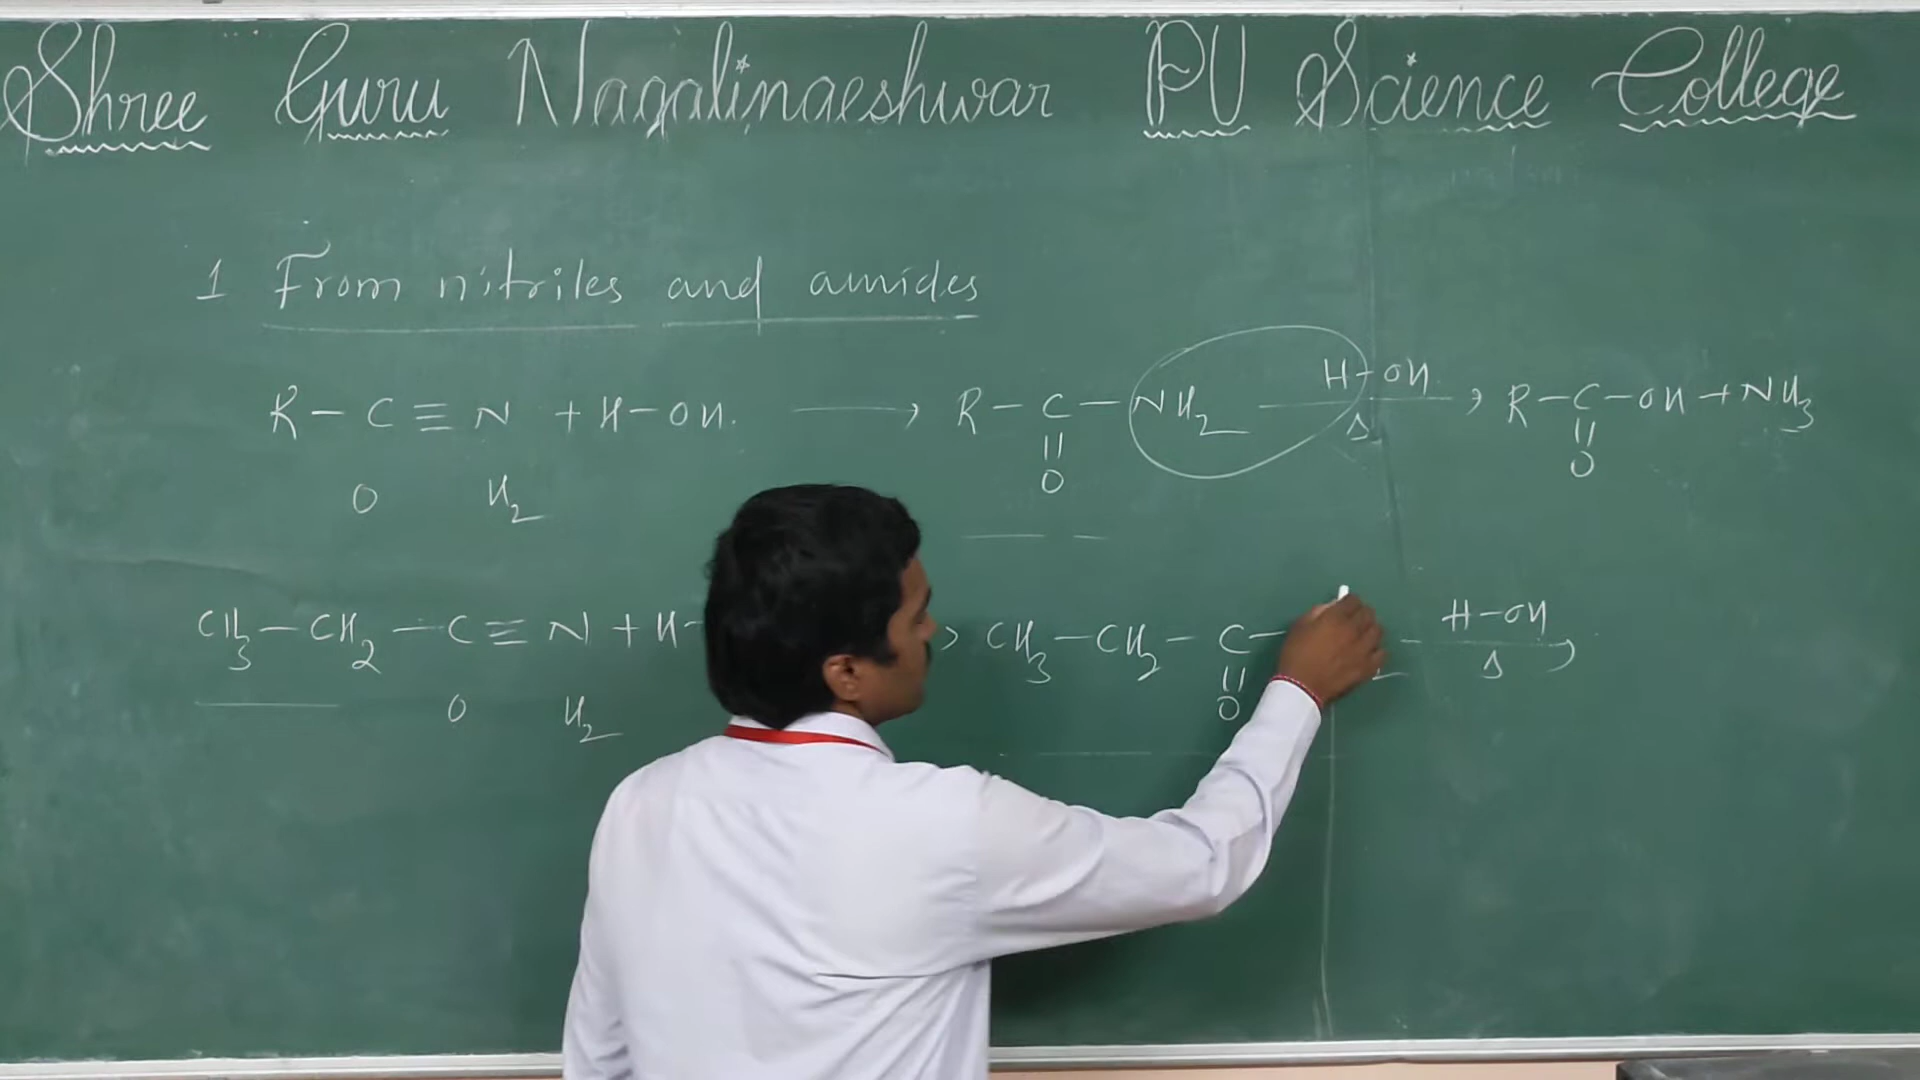 Shree Guru Nagalingeshwar PU Science College
1 From nitriles and amides
R – C ≡ N + H – OH. ⟶ R – C – NH₂ —H–OH→ R – C – OH + NH₃
|| Δ ||
O O
O H₂
CH₃ – CH₂ – C ≡ N + H – → CH₃ – CH₂ – C – ₂ —H–OH→
|| Δ
O H₂ O